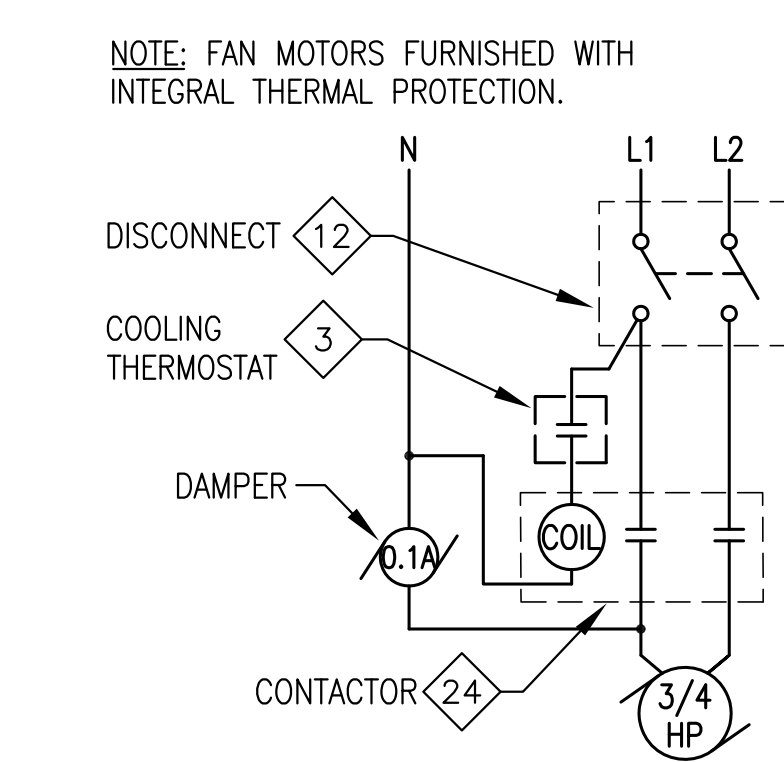 NOTE: FAN MOTORS FURNISHED WITH
INTEGRAL THERMAL PROTECTION.
N
L1
L2
DISCONNECT
12
COOLING
THERMOSTAT
3
DAMPER
0.1A
COIL
CONTACTOR
24
3/4
HP